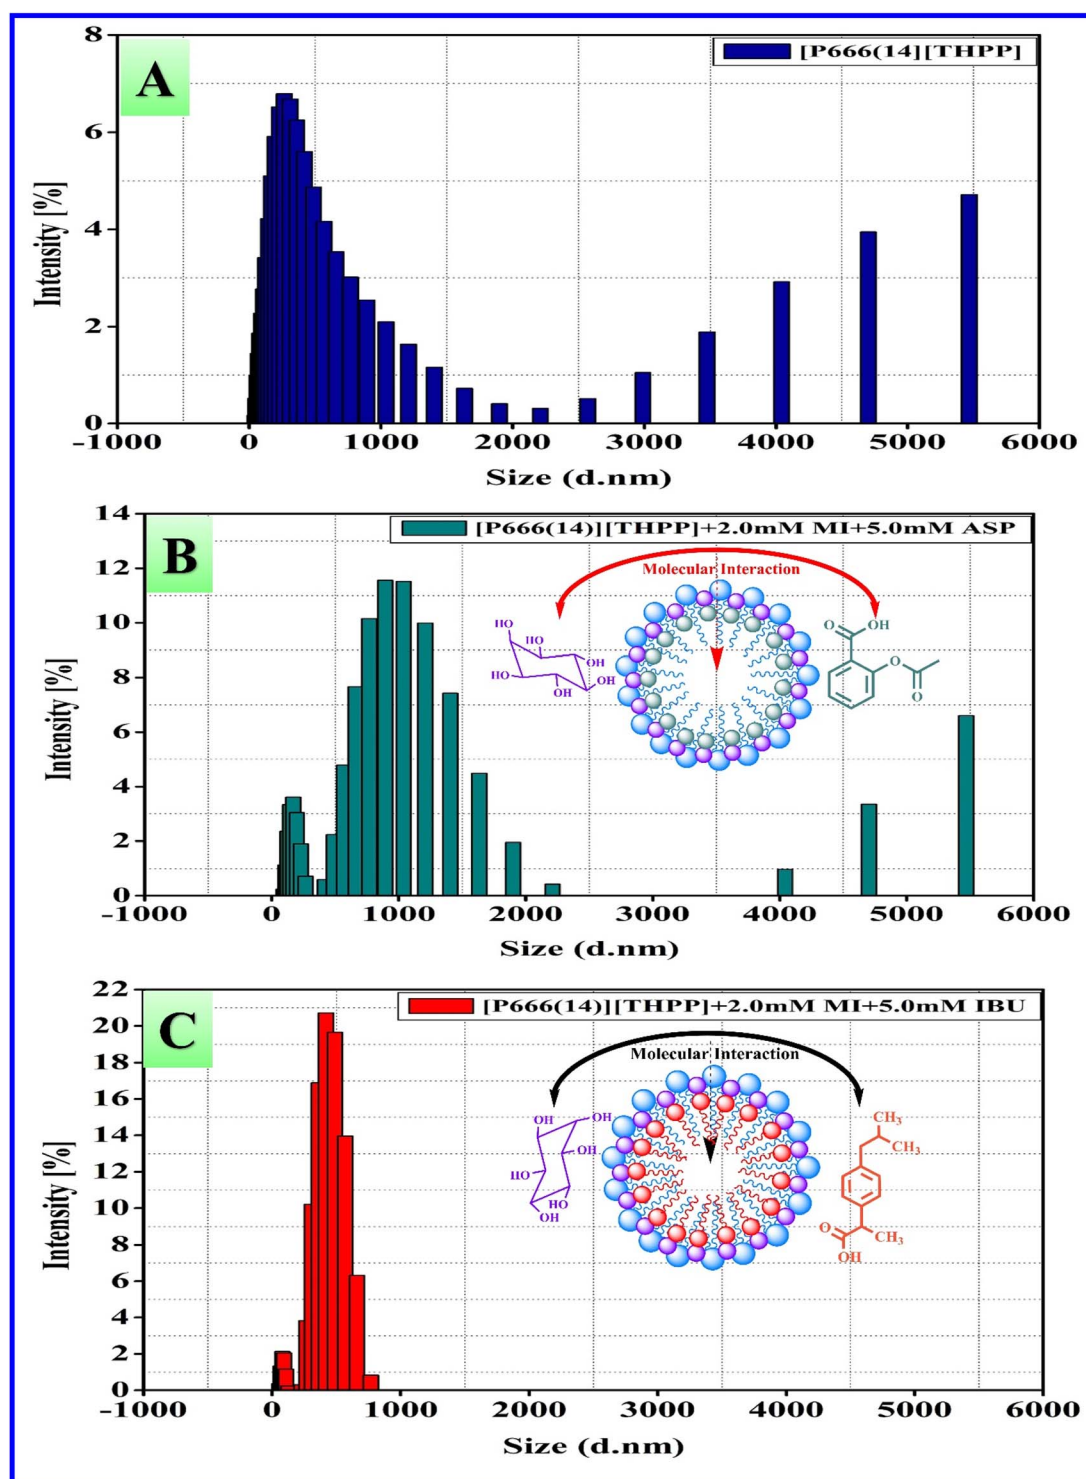 A
[P666(14][THPP]
8
6
4
2
0
Intensity [%]
-1000 0 1000 2000 3000 4000 5000 6000
Size (d.nm)
B
[P666(14)][THPP]+2.0mM MI+5.0mM ASP
14
12
10
8
6
4
2
0
Intensity [%]
Molecular Interaction
HO
HO
HO
OH
OH
OH
O
OH
O
O
-1000 0 1000 2000 3000 4000 5000 6000
Size (d.nm)
C
[P666(14)][THPP]+2.0mM MI+5.0mM IBU
22
20
18
16
14
12
10
8
6
4
2
0
Intensity [%]
Molecular Interaction
OH
OH
OH
HO
HO
OH
CH3
CH3
O
CH3
OH
-1000 0 1000 2000 3000 4000 5000 6000
Size (d.nm)